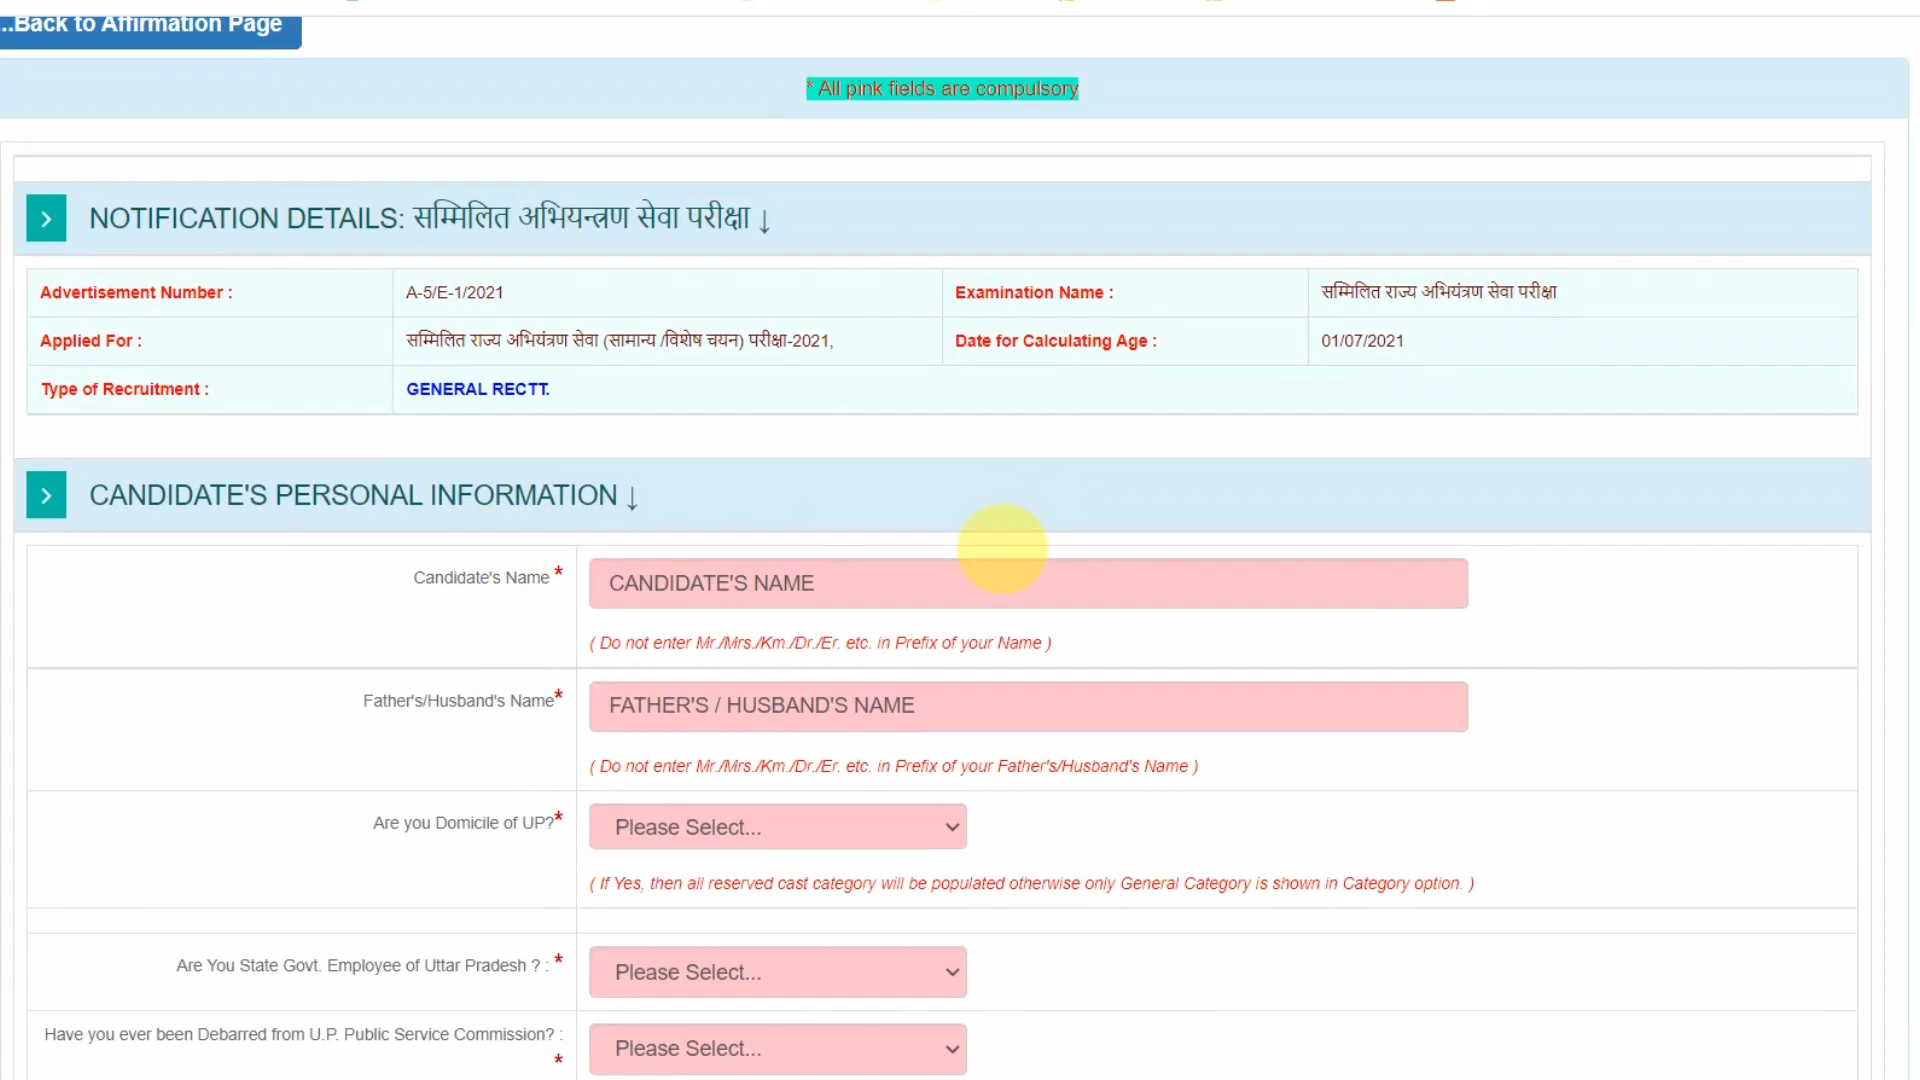 ...Back to Affirmation Page
* All pink fields are compulsory
NOTIFICATION DETAILS: सम्मिलित अभियन्त्रण सेवा परीक्षा ↓
Advertisement Number : A-5/E-1/2021 Examination Name : सम्मिलित राज्य अभियंत्रण सेवा परीक्षा
Applied For : सम्मिलित राज्य अभियंत्रण सेवा (सामान्य /विशेष चयन) परीक्षा-2021, Date for Calculating Age : 01/07/2021
Type of Recruitment : GENERAL RECTT.
CANDIDATE'S PERSONAL INFORMATION ↓
Candidate's Name * CANDIDATE'S NAME
( Do not enter Mr./Mrs./Km./Dr./Er. etc. in Prefix of your Name )
Father's/Husband's Name* FATHER'S / HUSBAND'S NAME
( Do not enter Mr./Mrs./Km./Dr./Er. etc. in Prefix of your Father's/Husband's Name )
Are you Domicile of UP?* Please Select...
( If Yes, then all reserved cast category will be populated otherwise only General Category is shown in Category option. )
Are You State Govt. Employee of Uttar Pradesh ? : * Please Select...
Have you ever been Debarred from U.P. Public Service Commission? : * Please Select...